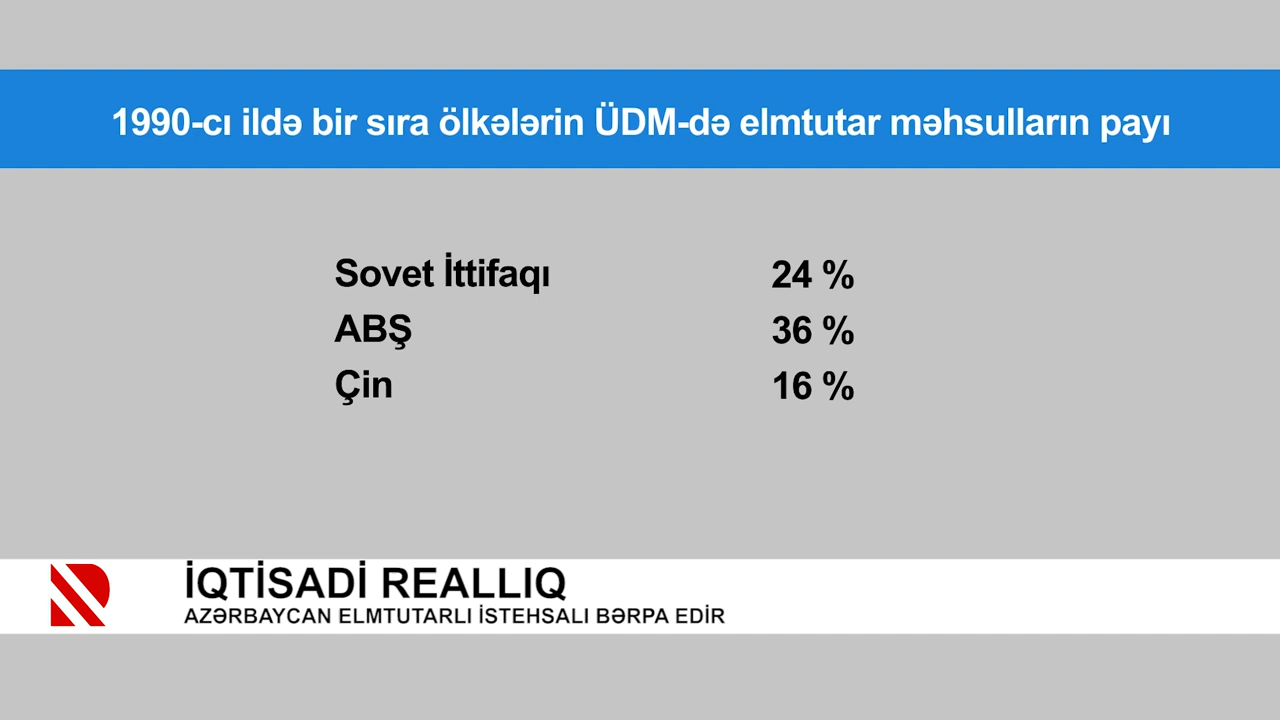 1990-cı ildə bir sıra ölkələrin ÜDM-də elmtutar məhsulların payı
Sovet İttifaqı 24 %
ABŞ 36 %
Çin 16 %
İQTİSADİ REALLIQ
AZƏRBAYCAN ELMTUTARLI İSTEHSALI BƏRPA EDİR